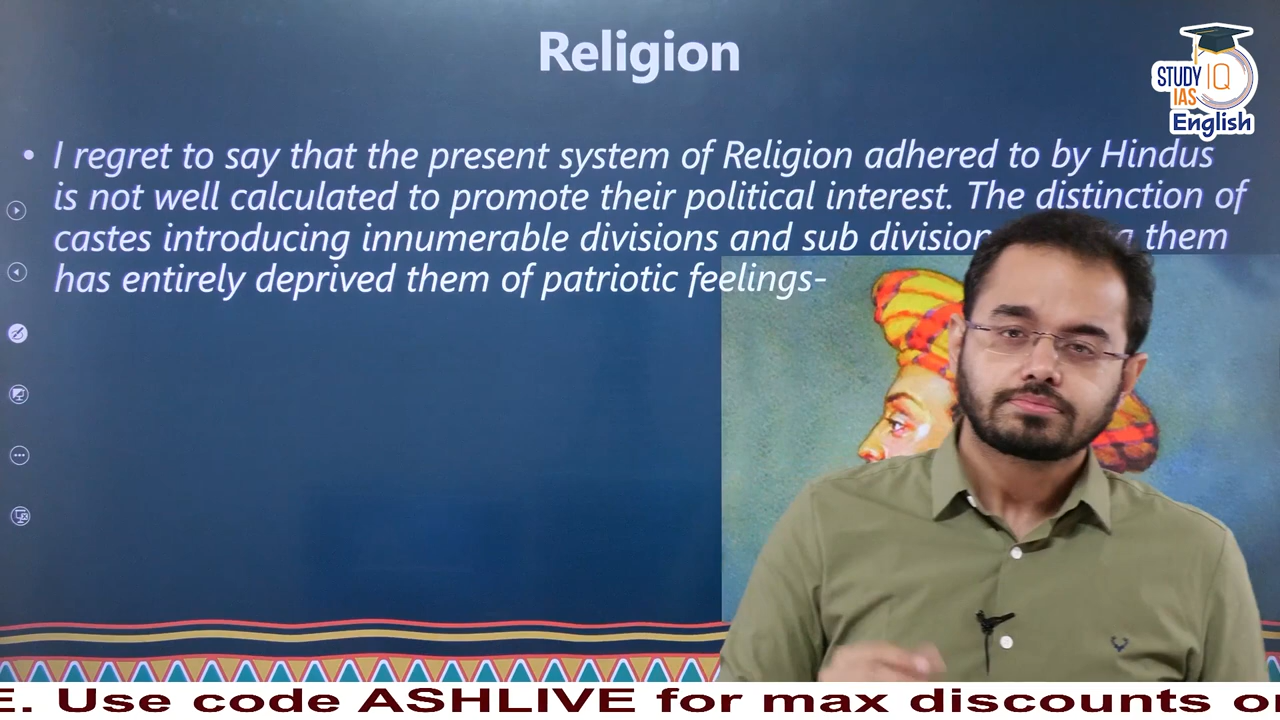 Religion
STUDY IQ
IAS
English
• I regret to say that the present system of Religion adhered to by Hindus
is not well calculated to promote their political interest. The distinction of
castes introducing innumerable divisions and sub division them
has entirely deprived them of patriotic feelings-
E. Use code ASHLIVE for max discounts o